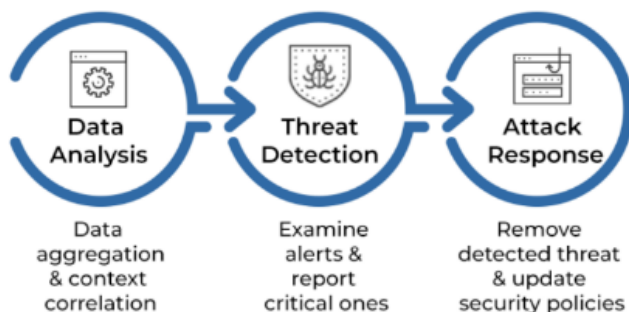 Data
Analysis
Data
aggregation
& context
correlation
Threat
Detection
Examine
alerts &
report
critical ones
Attack
Response
Remove
detected threat
& update
security policies